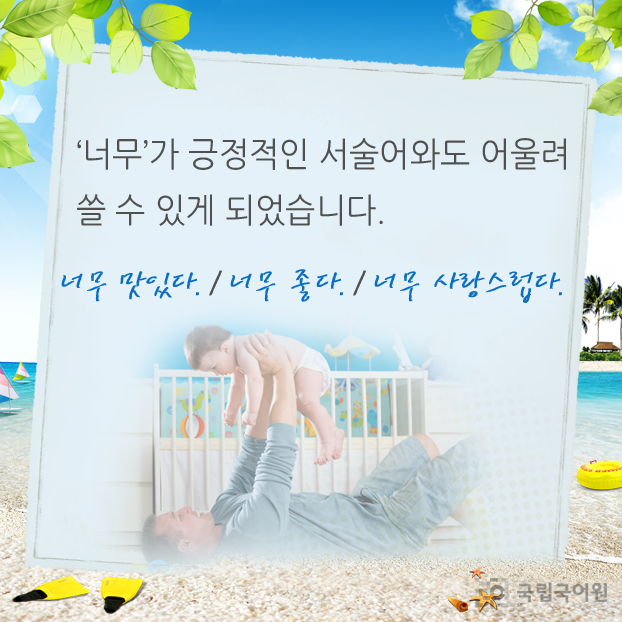 ‘너무’가 긍정적인 서술어와도 어울려
쓸 수 있게 되었습니다.
너무 맛있다. / 너무 좋다. / 너무 사랑스럽다.
국립국어원